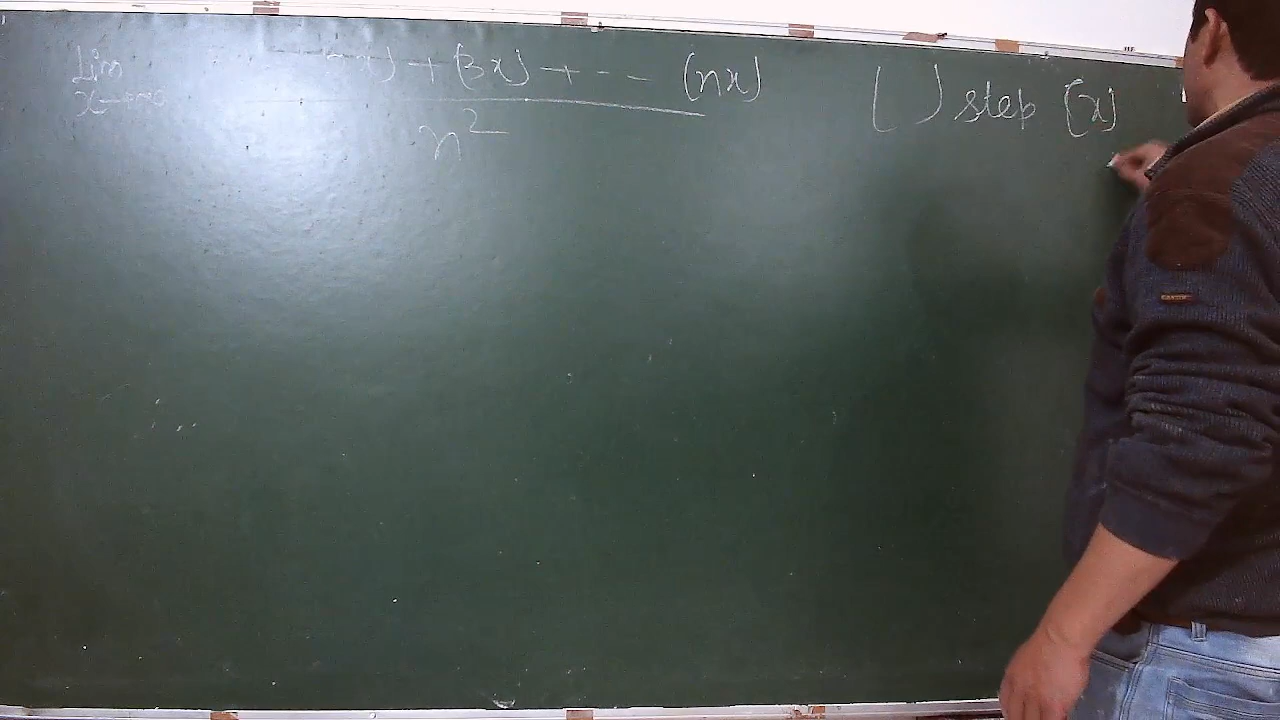 Lim x) + [3x] + --- [nx] [ ] step [x]
x→∞ n²